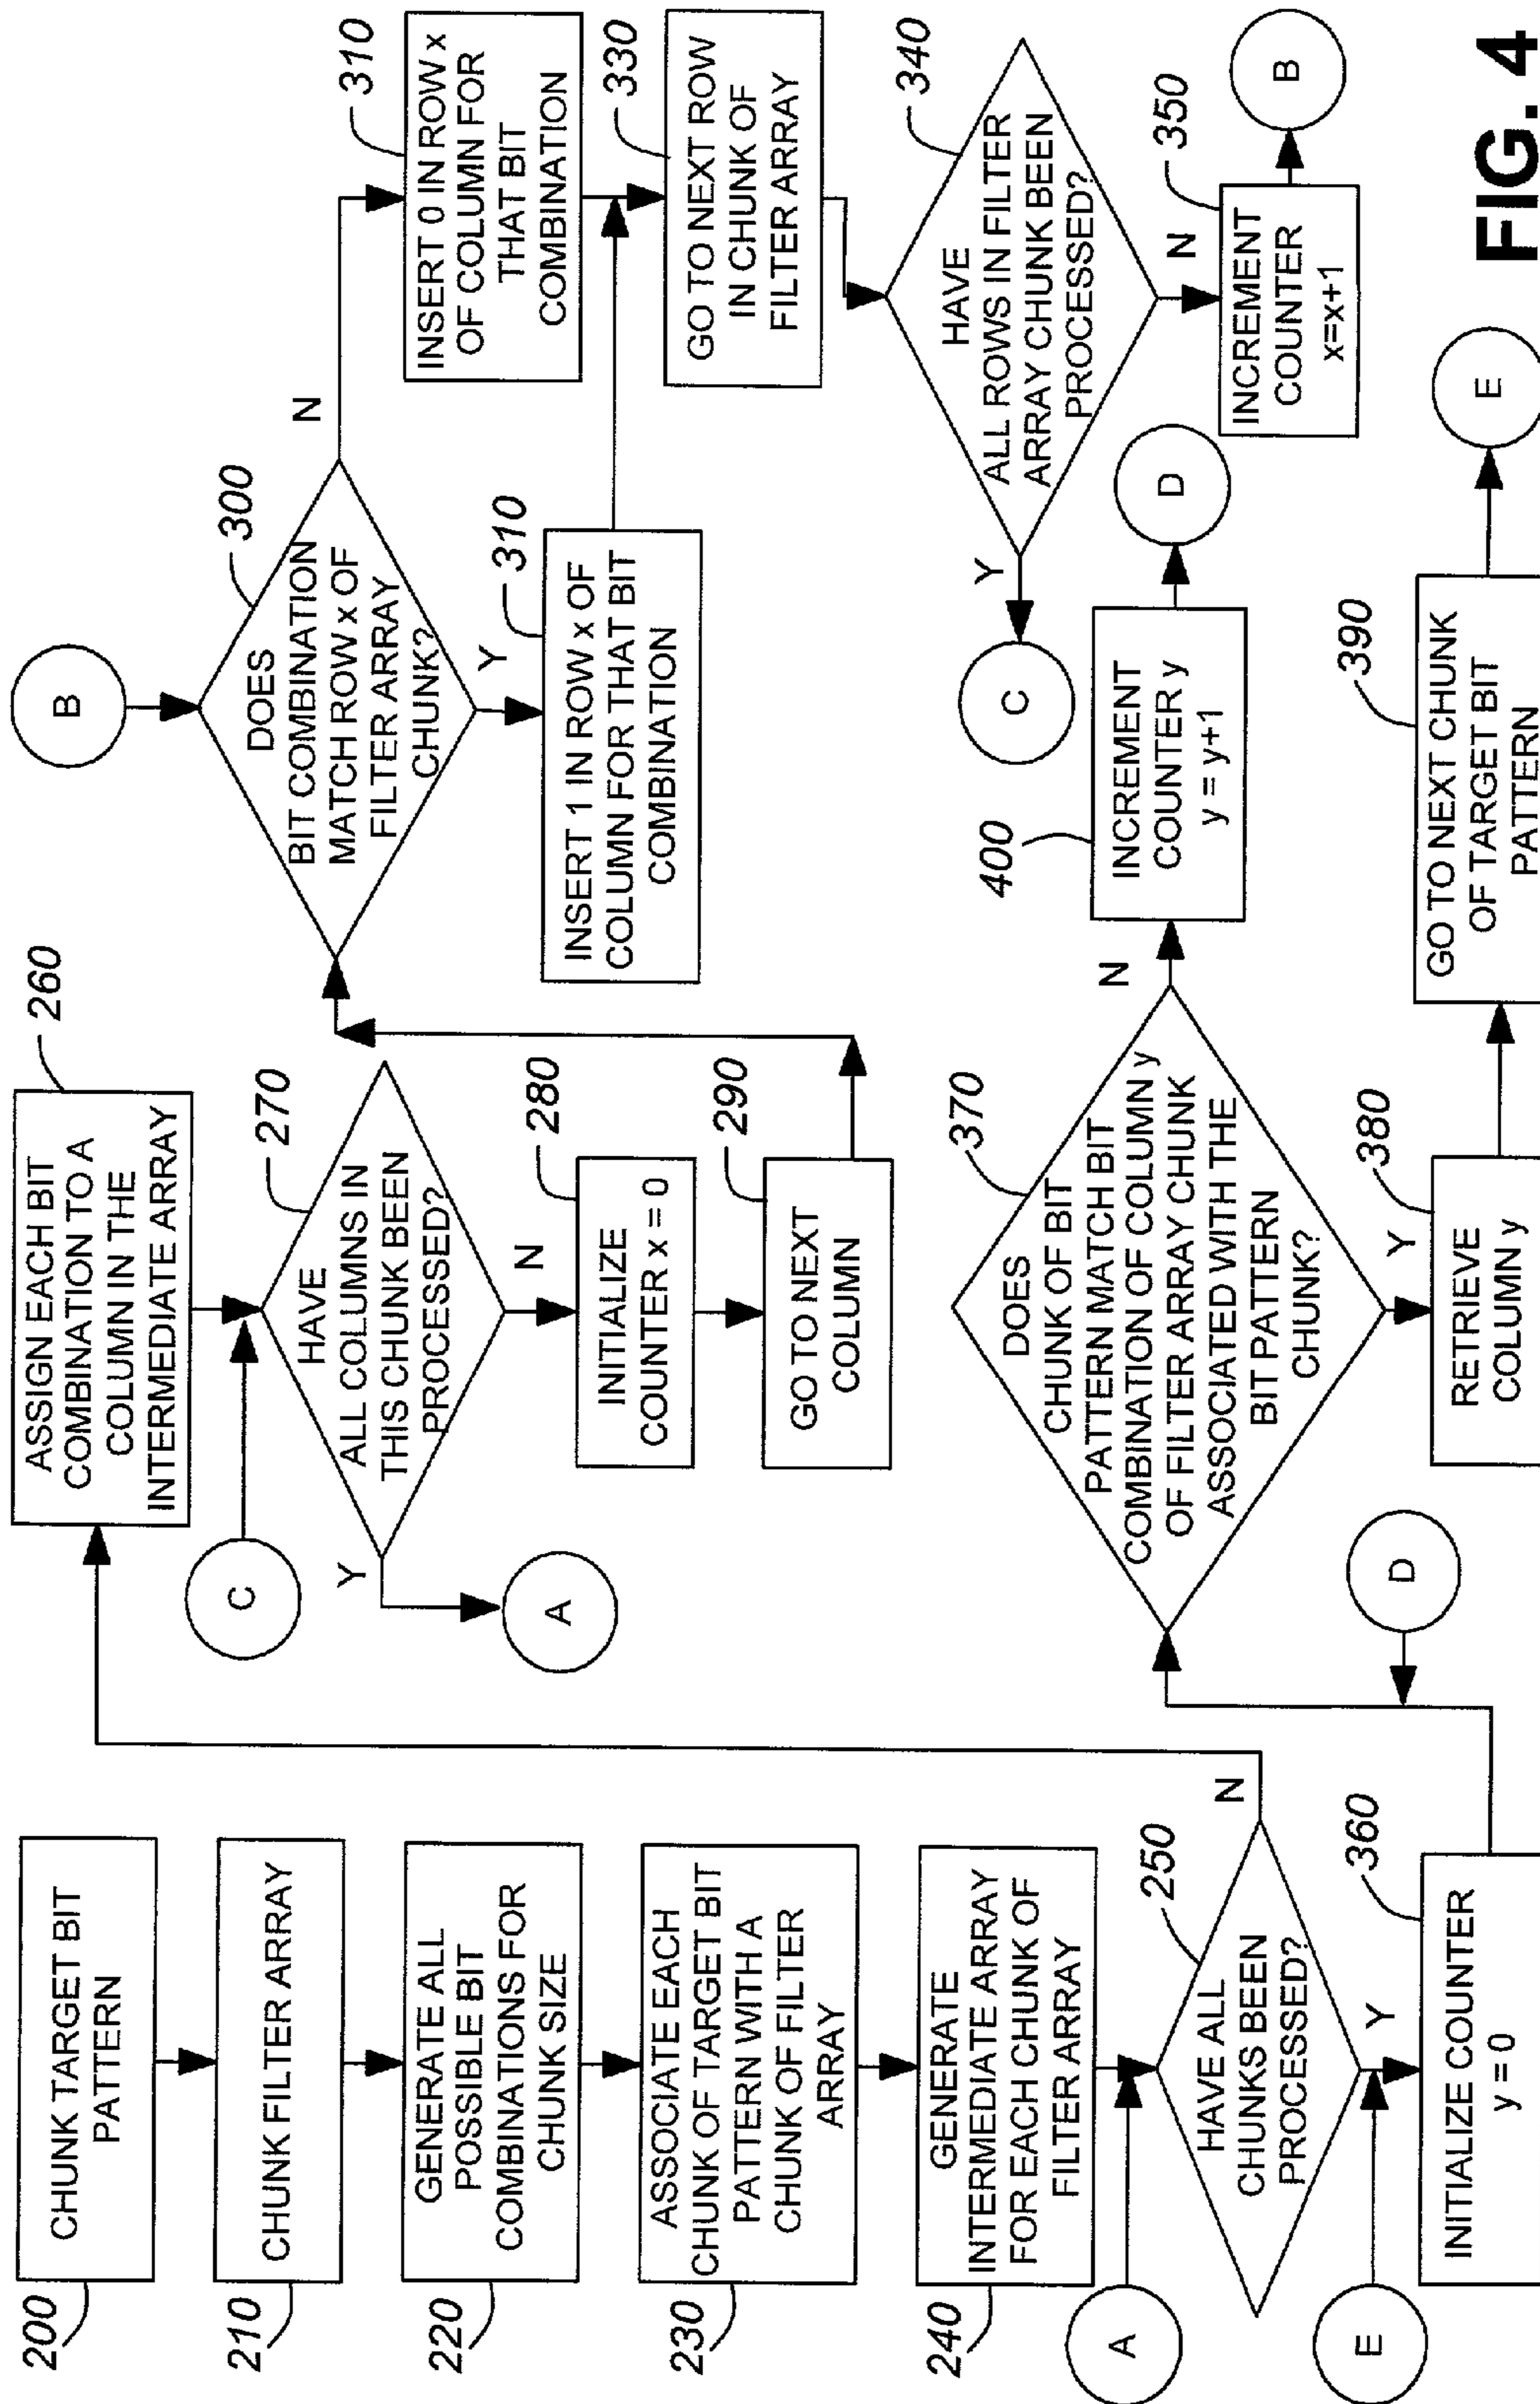 200
CHUNK TARGET BIT
PATTERN
210
CHUNK FILTER ARRAY
220
GENERATE ALL
POSSIBLE BIT
COMBINATIONS FOR
CHUNK SIZE
230
ASSOCIATE EACH
CHUNK OF TARGET BIT
PATTERN WITH A
CHUNK OF FILTER
ARRAY
240
GENERATE
INTERMEDIATE ARRAY
FOR EACH CHUNK OF
FILTER ARRAY
A
250
HAVE ALL
CHUNKS BEEN
PROCESSED?
N
Y
E
360
INITIALIZE COUNTER
y = 0
260
ASSIGN EACH BIT
COMBINATION TO A
COLUMN IN THE
INTERMEDIATE ARRAY
C
270
HAVE
ALL COLUMNS IN
THIS CHUNK BEEN
PROCESSED?
Y
A
N
280
INITIALIZE
COUNTER x = 0
290
GO TO NEXT
COLUMN
B
300
DOES
BIT COMBINATION
MATCH ROW x OF
FILTER ARRAY
CHUNK?
N
Y
310
INSERT 1 IN ROW x OF
COLUMN FOR THAT BIT
COMBINATION
310
INSERT 0 IN ROW x
OF COLUMN FOR
THAT BIT
COMBINATION
330
GO TO NEXT ROW
IN CHUNK OF
FILTER ARRAY
340
HAVE
ALL ROWS IN FILTER
ARRAY CHUNK BEEN
PROCESSED?
Y
C
N
350
INCREMENT
COUNTER
x=x+1
B
D
370
DOES
CHUNK OF BIT
PATTERN MATCH BIT
COMBINATION OF COLUMN y
OF FILTER ARRAY CHUNK
ASSOCIATED WITH THE
BIT PATTERN
CHUNK?
N
400
INCREMENT
COUNTER y
y = y+1
D
Y
380
RETRIEVE
COLUMN y
390
GO TO NEXT CHUNK
OF TARGET BIT
PATTERN
E
FIG. 4